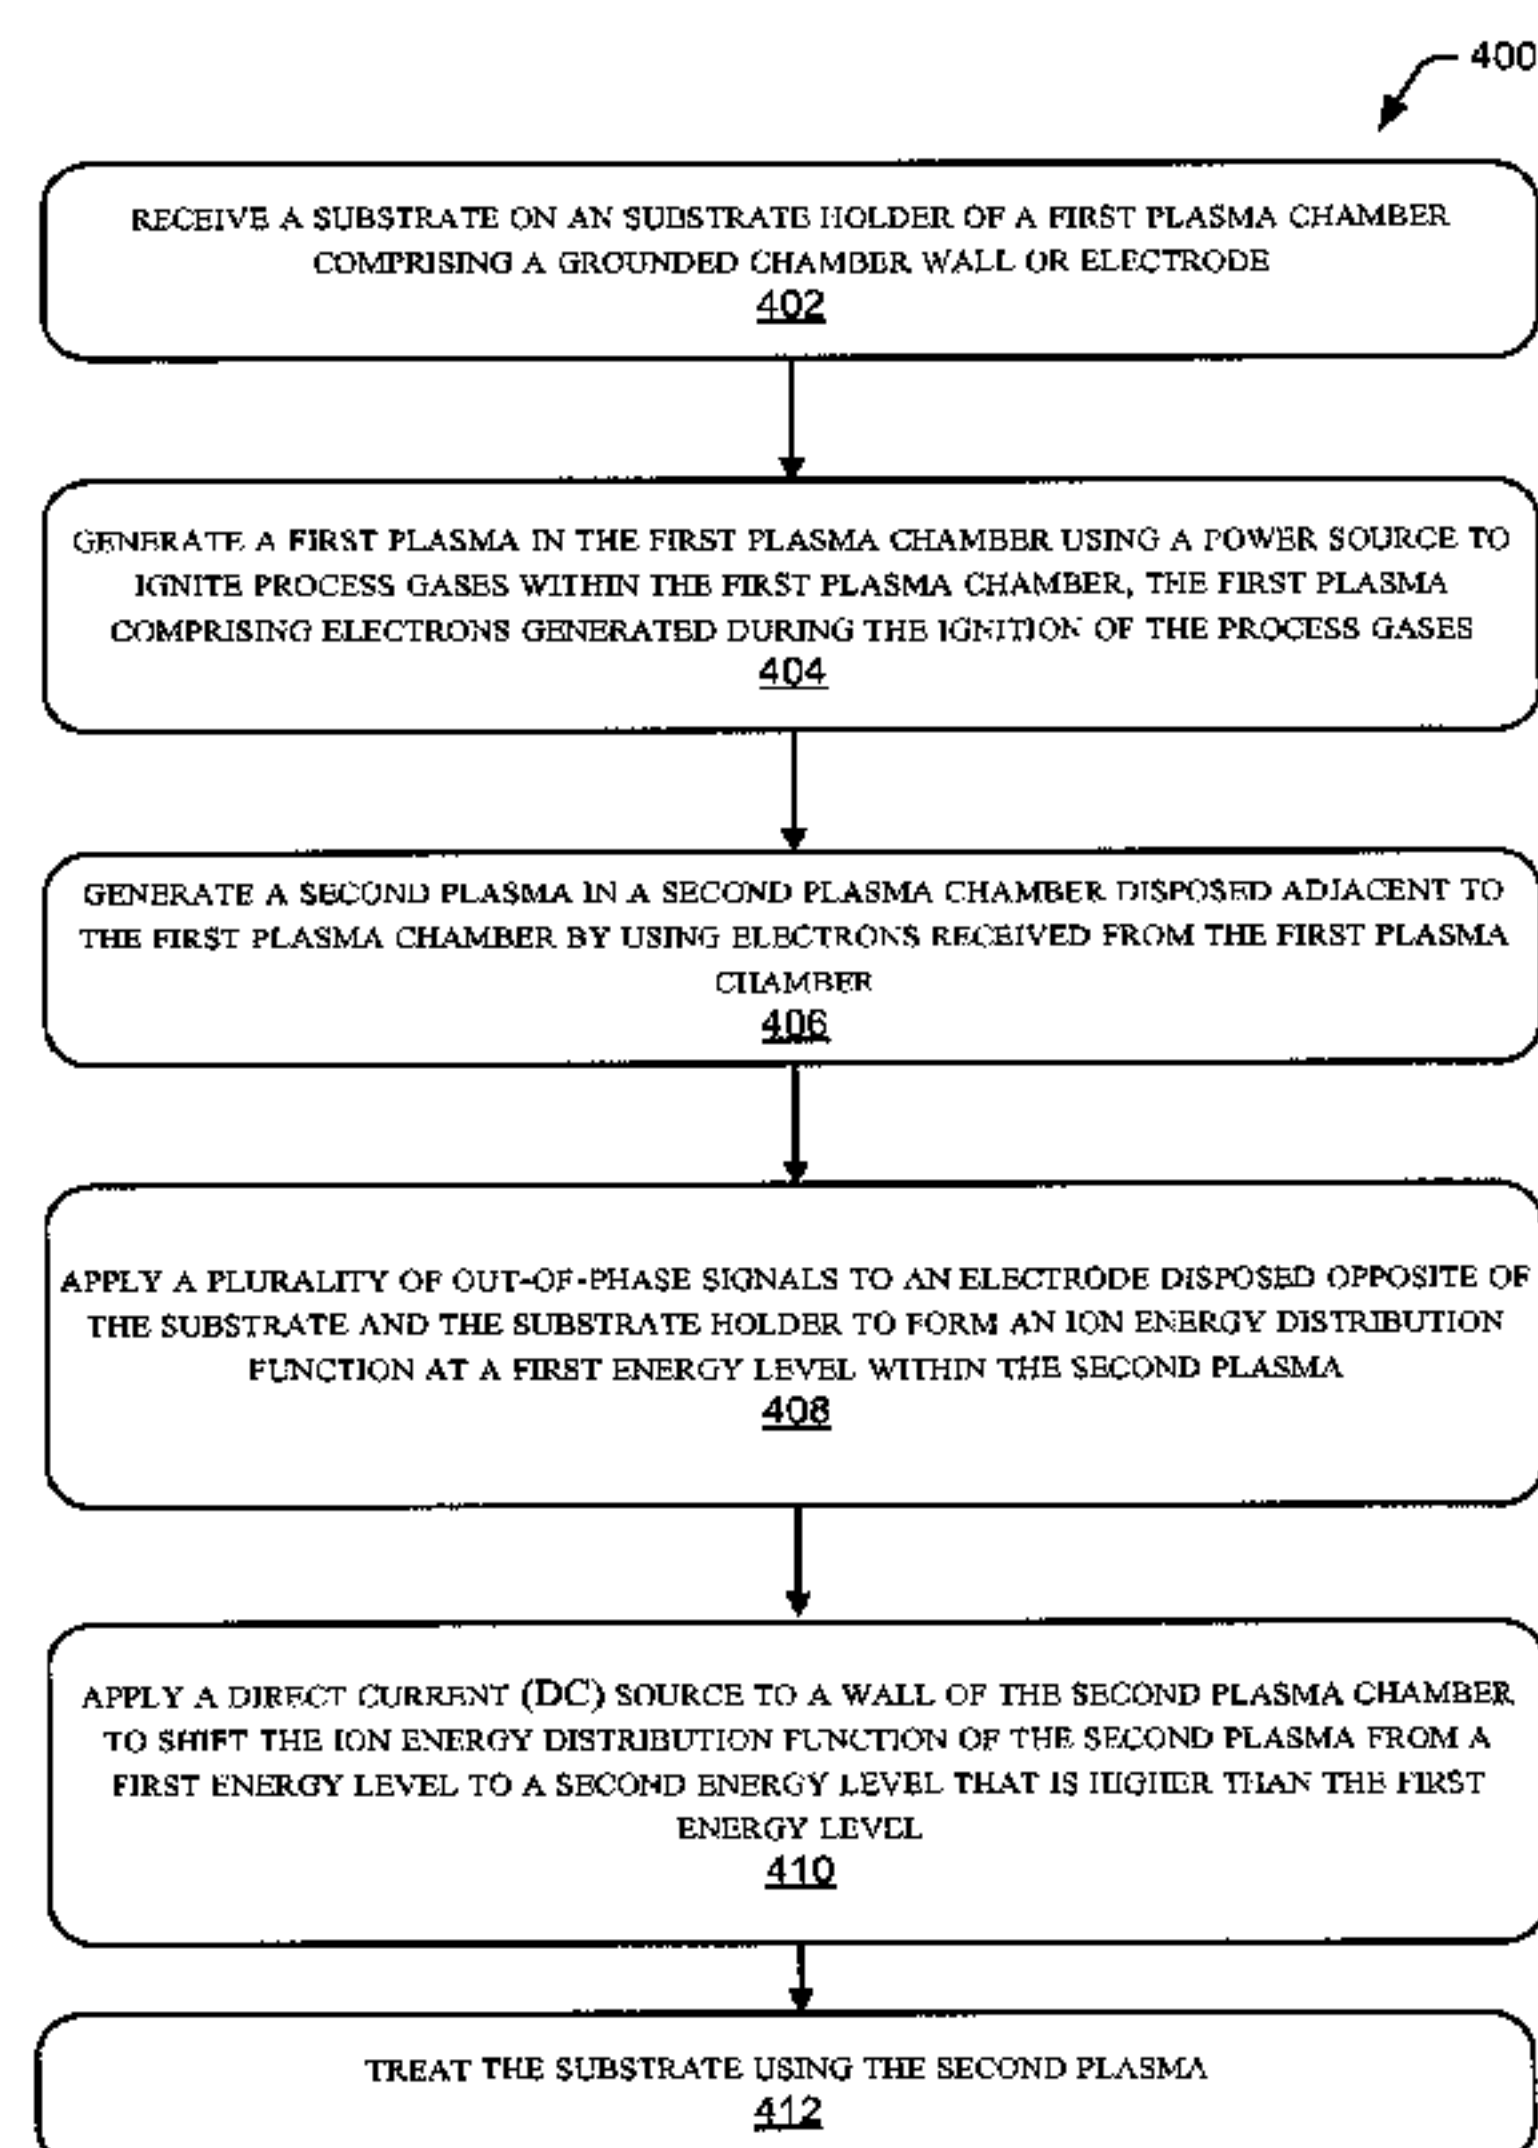 400
RECEIVE A SUBSTRATE ON AN SUBSTRATE HOLDER OF A FIRST PLASMA CHAMBER
COMPRISING A GROUNDED CHAMBER WALL OR ELECTRODE
402
GENERATE A FIRST PLASMA IN THE FIRST PLASMA CHAMBER USING A POWER SOURCE TO
IGNITE PROCESS GASES WITHIN THE FIRST PLASMA CHAMBER, THE FIRST PLASMA
COMPRISING ELECTRONS GENERATED DURING THE IGNITION OF THE PROCESS GASES
404
GENERATE A SECOND PLASMA IN A SECOND PLASMA CHAMBER DISPOSED ADJACENT TO
THE FIRST PLASMA CHAMBER BY USING ELECTRONS RECEIVED FROM THE FIRST PLASMA
CHAMBER
406
APPLY A PLURALITY OF OUT-OF-PHASE SIGNALS TO AN ELECTRODE DISPOSED OPPOSITE OF
THE SUBSTRATE AND THE SUBSTRATE HOLDER TO FORM AN ION ENERGY DISTRIBUTION
FUNCTION AT A FIRST ENERGY LEVEL WITHIN THE SECOND PLASMA
408
APPLY A DIRECT CURRENT (DC) SOURCE TO A WALL OF THE SECOND PLASMA CHAMBER
TO SHIFT THE ION ENERGY DISTRIBUTION FUNCTION OF THE SECOND PLASMA FROM A
FIRST ENERGY LEVEL TO A SECOND ENERGY LEVEL THAT IS HIGHER THAN THE FIRST
ENERGY LEVEL
410
TREAT THE SUBSTRATE USING THE SECOND PLASMA
412